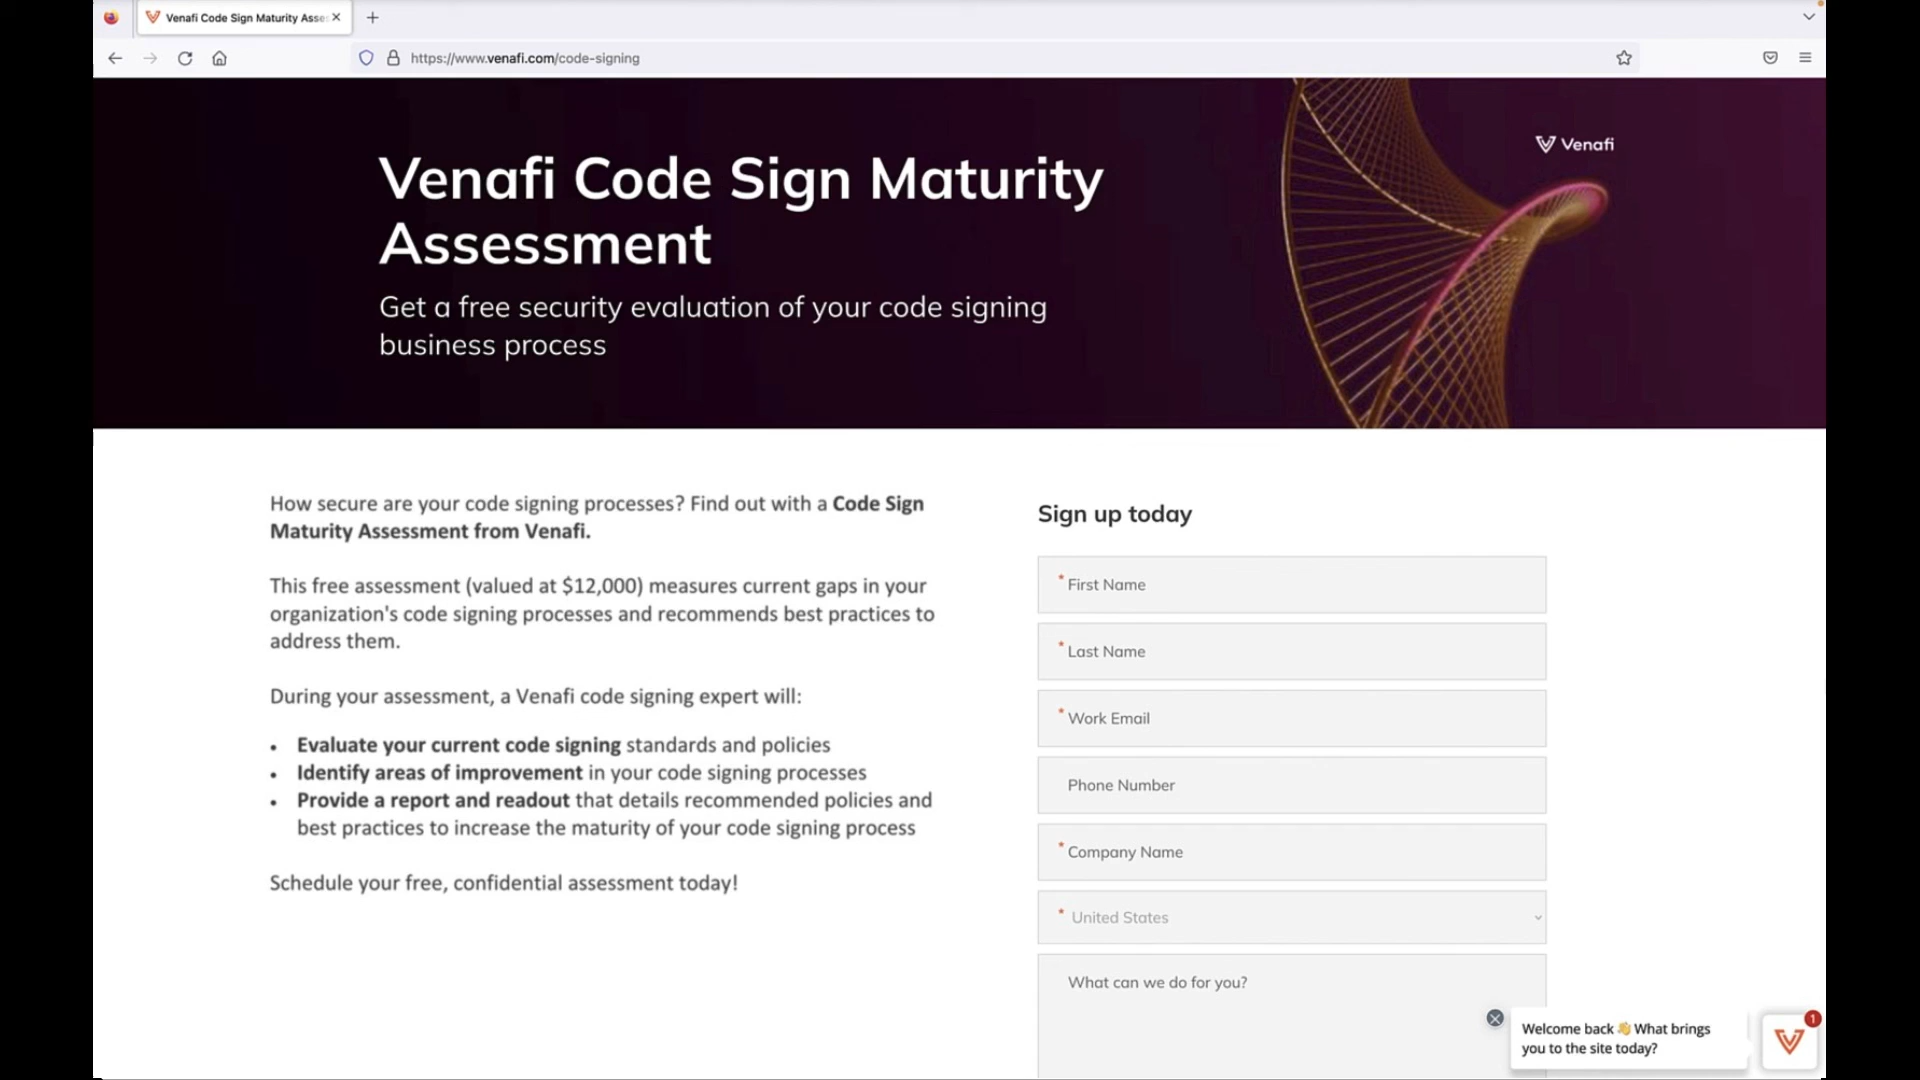 Venafi Code Sign Maturity Asse
https://www.venafi.com/code-signing
Venafi
Venafi Code Sign Maturity
Assessment
Get a free security evaluation of your code signing
business process
How secure are your code signing processes? Find out with a Code Sign
Maturity Assessment from Venafi.
This free assessment (valued at $12,000) measures current gaps in your
organization's code signing processes and recommends best practices to
address them.
During your assessment, a Venafi code signing expert will:
• Evaluate your current code signing standards and policies
• Identify areas of improvement in your code signing processes
• Provide a report and readout that details recommended policies and
best practices to increase the maturity of your code signing process
Schedule your free, confidential assessment today!
Sign up today
* First Name
* Last Name
* Work Email
Phone Number
* Company Name
* United States
What can we do for you?
Welcome back 👋 What brings
you to the site today?
1